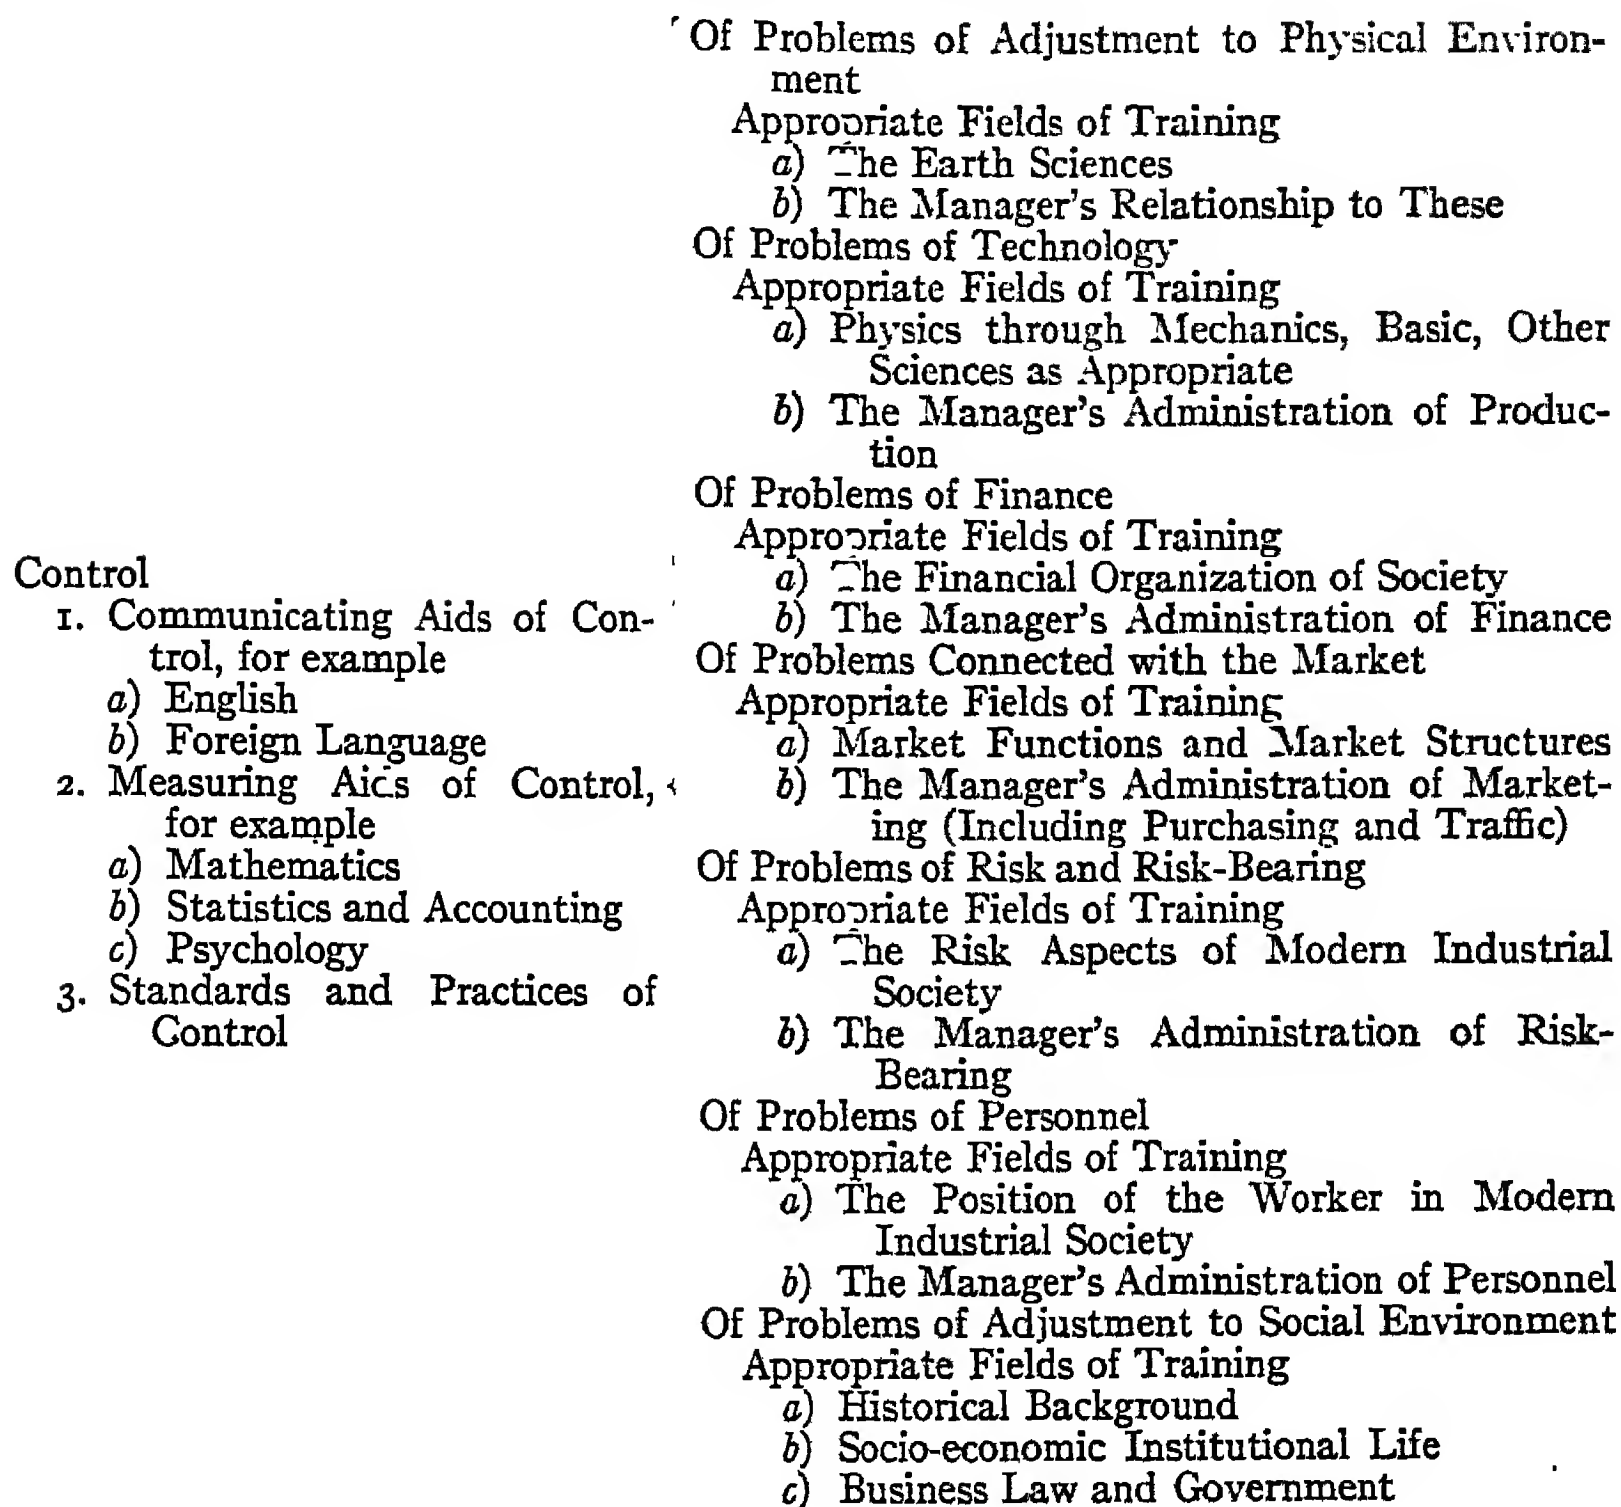 Control
1. Communicating Aids of Con-
trol, for example
a) English
b) Foreign Language
2. Measuring Aids of Control,
for example
a) Mathematics
b) Statistics and Accounting
c) Psychology
3. Standards and Practices of
Control
Of Problems of Adjustment to Physical Environ-
ment
Appropriate Fields of Training
a) The Earth Sciences
b) The Manager's Relationship to These
Of Problems of Technology
Appropriate Fields of Training
a) Physics through Mechanics, Basic, Other
Sciences as Appropriate
b) The Manager's Administration of Produc-
tion
Of Problems of Finance
Appropriate Fields of Training
a) The Financial Organization of Society
b) The Manager's Administration of Finance
Of Problems Connected with the Market
Appropriate Fields of Training
a) Market Functions and Market Structures
b) The Manager's Administration of Market-
ing (Including Purchasing and Traffic)
Of Problems of Risk and Risk-Bearing
Appropriate Fields of Training
a) The Risk Aspects of Modern Industrial
Society
b) The Manager's Administration of Risk-
Bearing
Of Problems of Personnel
Appropriate Fields of Training
a) The Position of the Worker in Modern
Industrial Society
b) The Manager's Administration of Personnel
Of Problems of Adjustment to Social Environment
Appropriate Fields of Training
a) Historical Background
b) Socio-economic Institutional Life
c) Business Law and Government